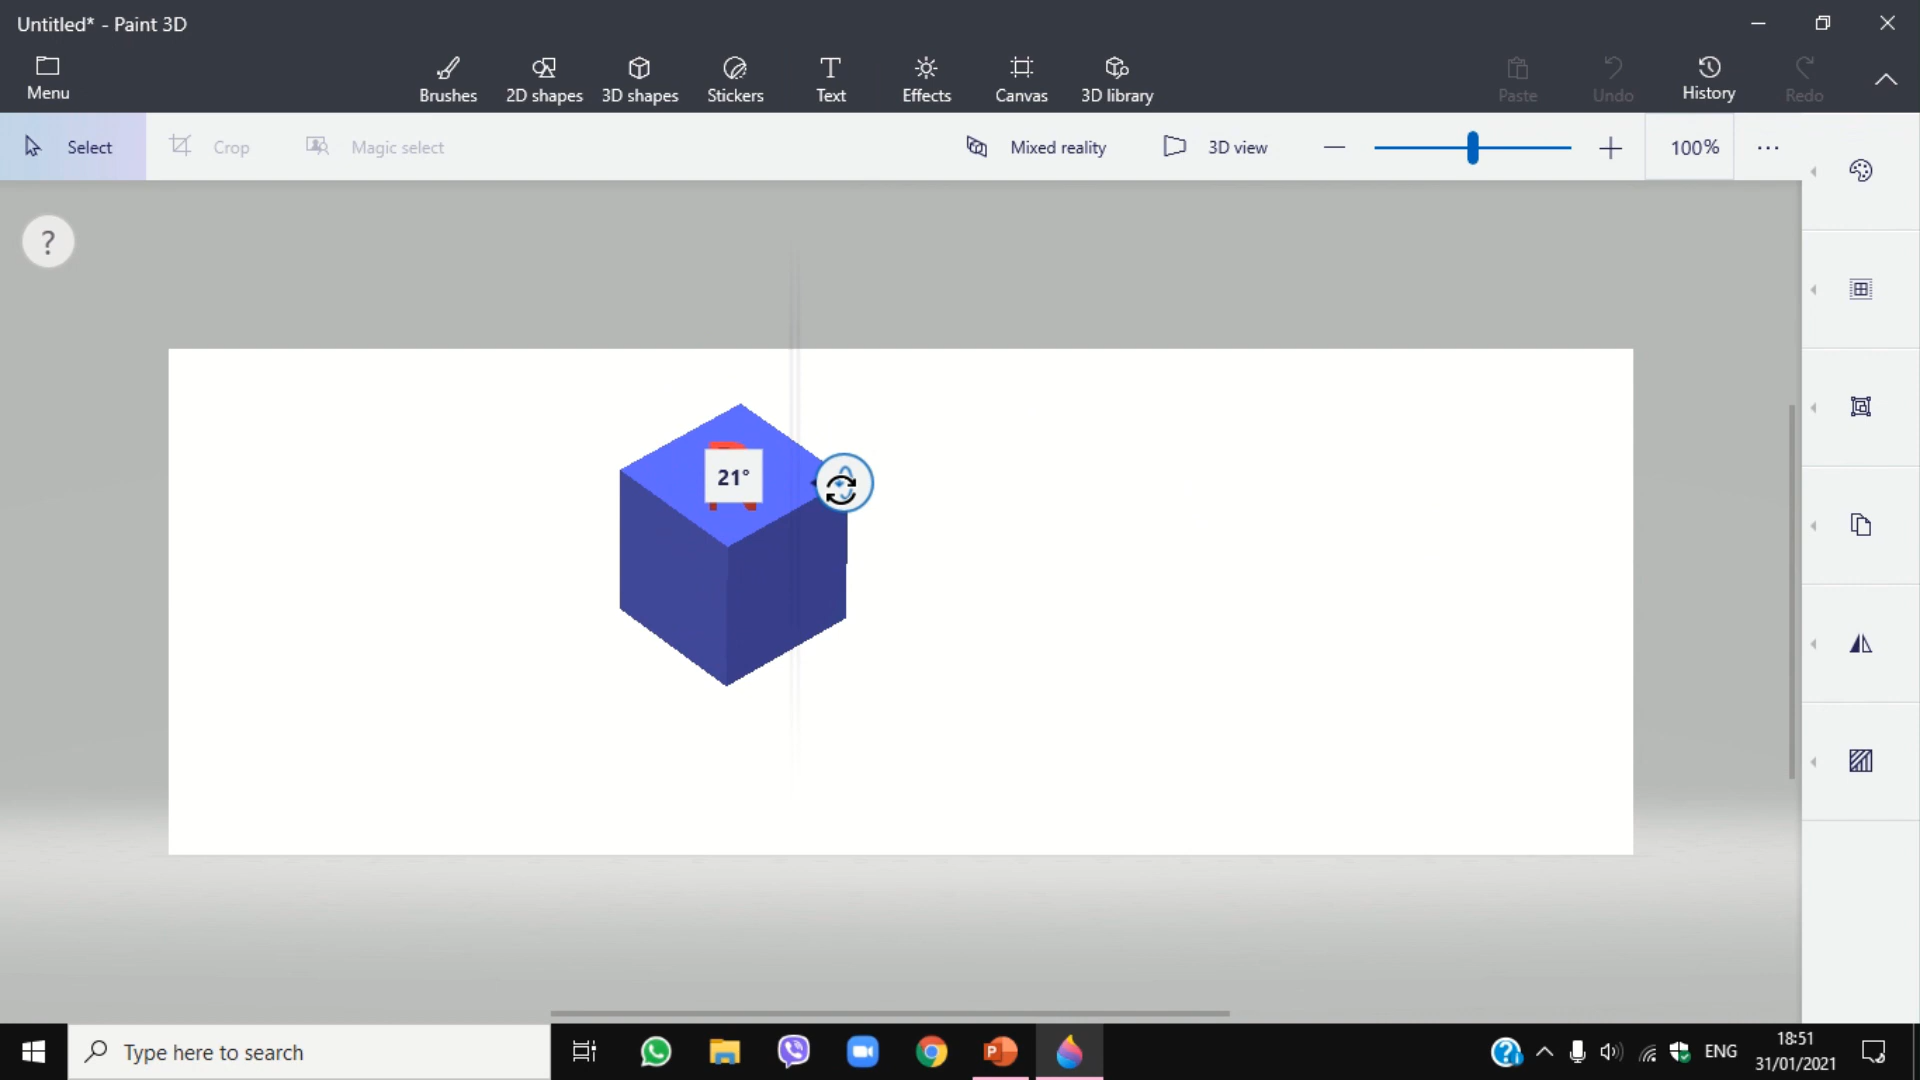 Untitled* - Paint 3D
Menu
Brushes
2D shapes
3D shapes
Stickers
Text
Effects
Canvas
3D library
Paste
Undo
History
Redo
Select
Crop
Magic select
Mixed reality
3D view
100%
?
21°
Type here to search
ENG
18:51
31/01/2021